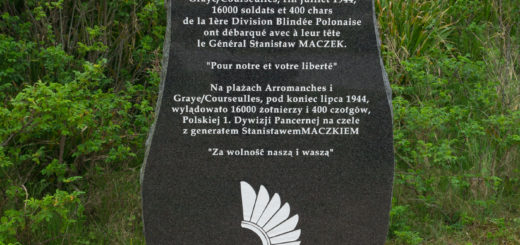 Graye/Courseulles, fin juillet 1944,
16000 soldats et 400 chars
de la 1ère Division Blindée Polonaise
ont débarqué avec à leur tête
le Général Stanisław MACZEK.
"Pour notre et votre liberté"
Na plażach Arromanches i
Graye/Courseulles, pod koniec lipca 1944,
wylądowało 16000 żołnierzy i 400 czołgów,
Polskiej 1. Dywizji Pancernej na czele
z generałem StanisławemMACZKIEM
"Za wolność naszą i waszą"